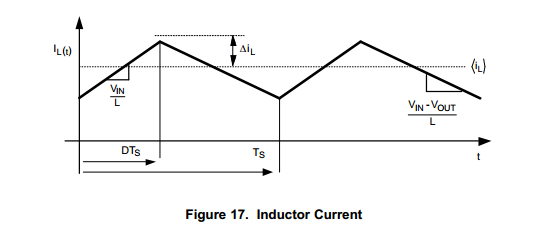 IL(t)
ΔiL
⟨iL⟩
VIN
L
VIN - VOUT
L
DTS
TS
t
Figure 17. Inductor Current